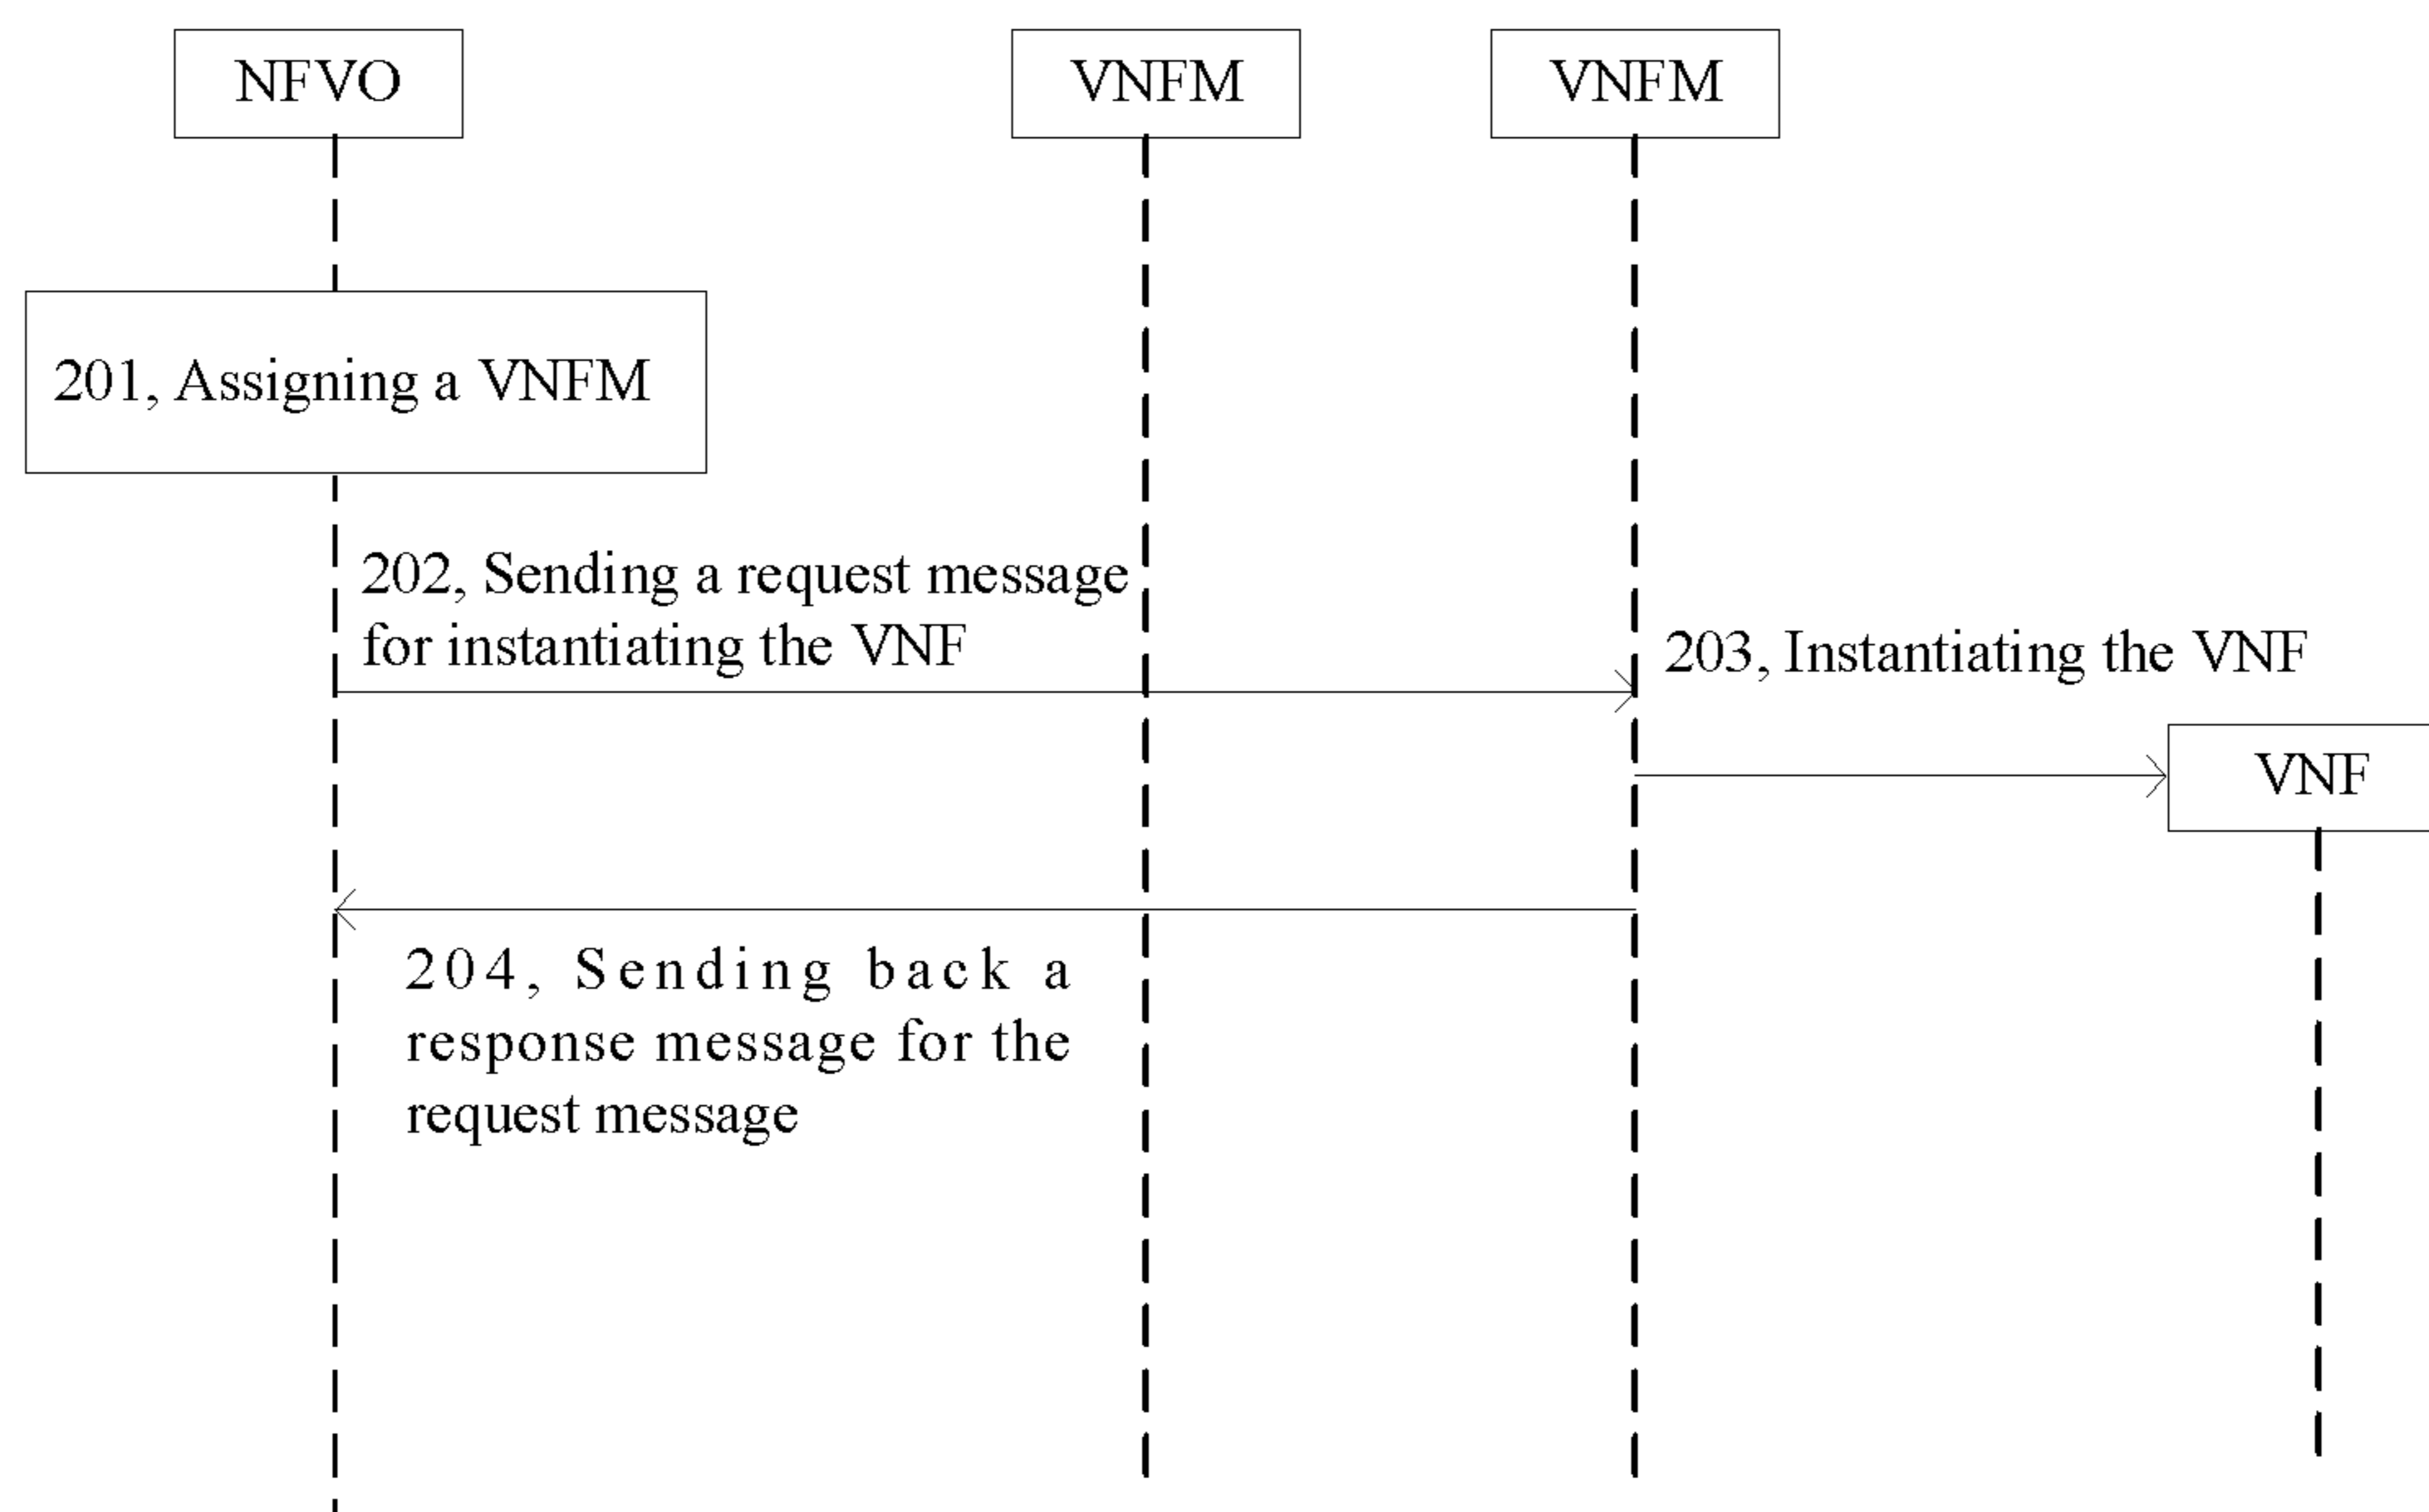 NFVO
VNFM
VNFM
201, Assigning a VNFM
202, Sending a request message
for instantiating the VNF
203, Instantiating the VNF
VNF
204, Sending back a
response message for the
request message